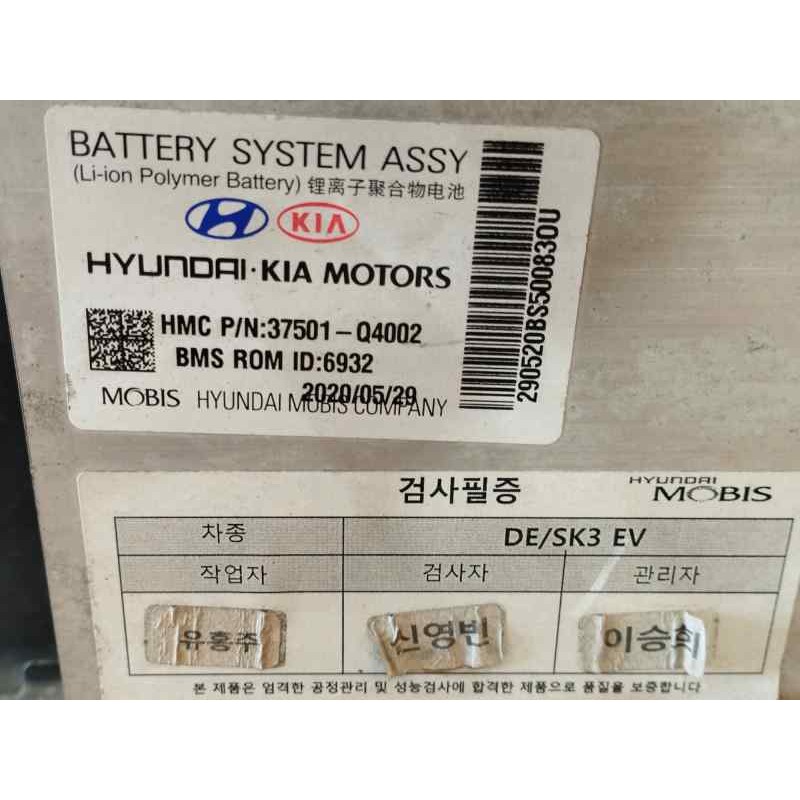 BATTERY SYSTEM ASSY
(Li-ion Polymer Battery) 锂离子聚合物电池
KIA
HYUNDAI·KIA MOTORS
HMC P/N:37501-Q4002
BMS ROM ID:6932
2020/05/29
MOBIS HYUNDAI MOBIS COMPANY
290520BS500830U
검사필증
HYUNDAI
MOBIS
차종 DE/SK3 EV
작업자 검사자 관리자
유홍주 신영빈 이승희
본 제품은 엄격한 공정관리 및 성능검사에 합격한 제품으로 품질을 보증합니다